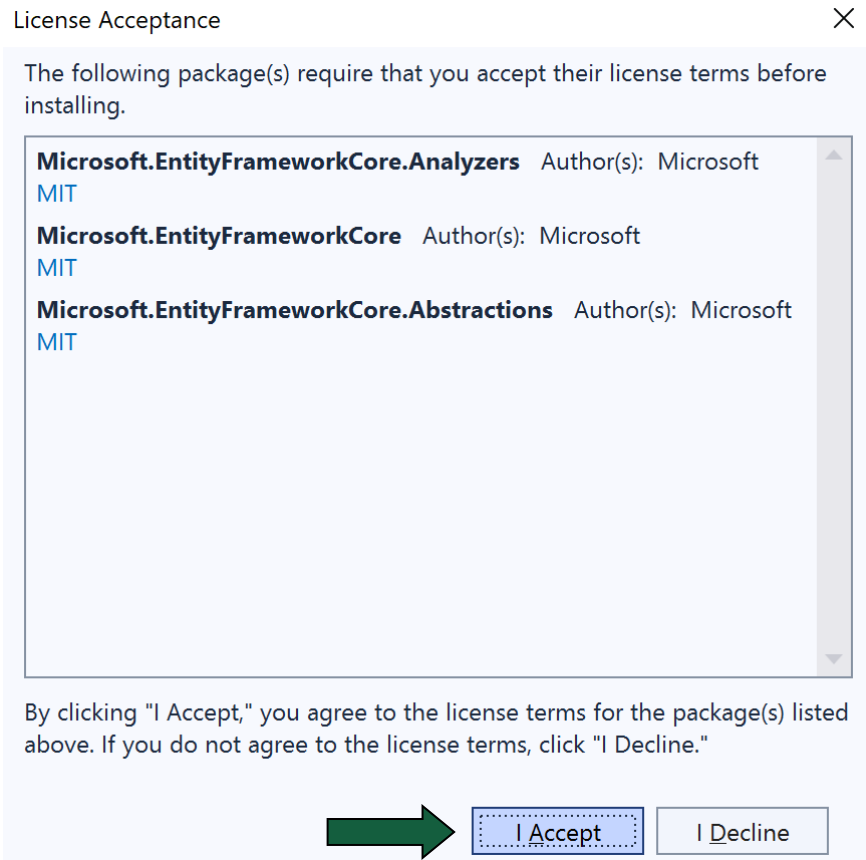 License Acceptance
The following package(s) require that you accept their license terms before
installing.
Microsoft.EntityFrameworkCore.Analyzers Author(s): Microsoft
MIT
Microsoft.EntityFrameworkCore Author(s): Microsoft
MIT
Microsoft.EntityFrameworkCore.Abstractions Author(s): Microsoft
MIT
By clicking "I Accept," you agree to the license terms for the package(s) listed
above. If you do not agree to the license terms, click "I Decline."
I Accept I Decline